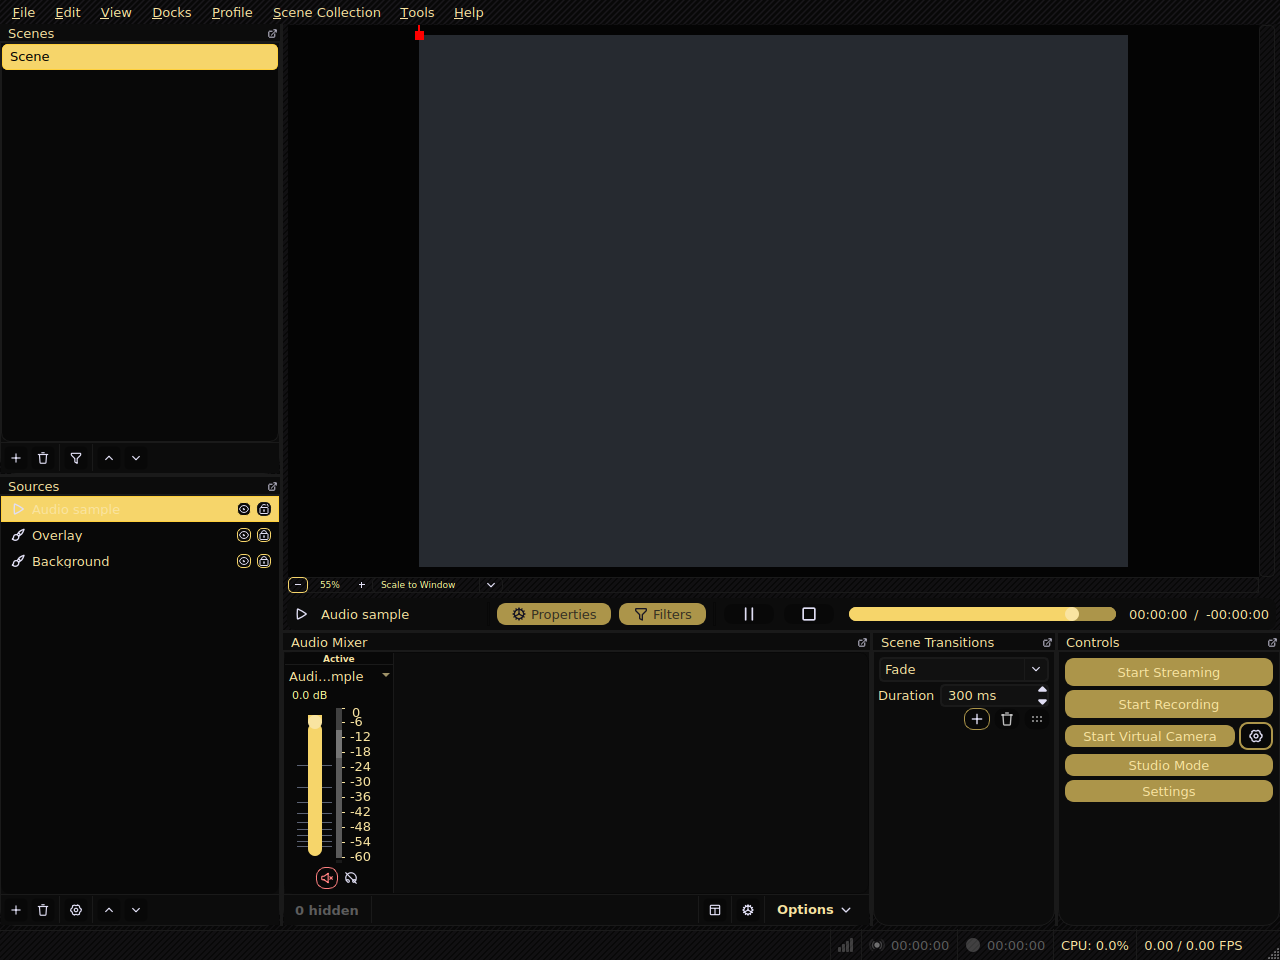 File Edit View Docks Profile Scene Collection Tools Help
Scenes
Scene
Sources
Audio sample
Overlay
Background
55% Scale to Window
Audio sample Properties Filters 00:00:00 / -00:00:00
Audio Mixer
Active
Audi...mple
0.0 dB
0
-6
-12
-18
-24
-30
-36
-42
-48
-54
-60
0 hidden Options
Scene Transitions
Fade
Duration 300 ms
Controls
Start Streaming
Start Recording
Start Virtual Camera
Studio Mode
Settings
00:00:00 00:00:00 CPU: 0.0% 0.00 / 0.00 FPS